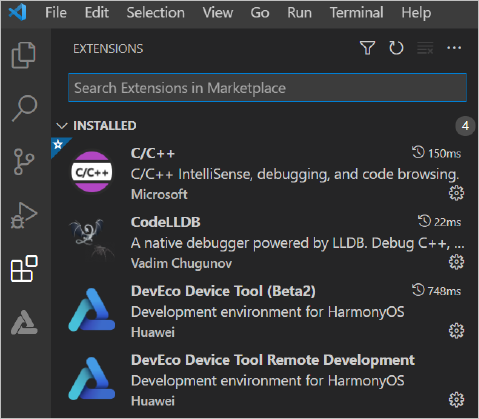 File Edit Selection View Go Run Terminal Help
EXTENSIONS
Search Extensions in Marketplace
INSTALLED 4
C/C++ 150ms
C/C++
C/C++ IntelliSense, debugging, and code browsing.
Microsoft
CodeLLDB 22ms
A native debugger powered by LLDB. Debug C++, ...
Vadim Chugunov
DevEco Device Tool (Beta2) 748ms
Development environment for HarmonyOS
Huawei
DevEco Device Tool Remote Development
Development environment for HarmonyOS
Huawei